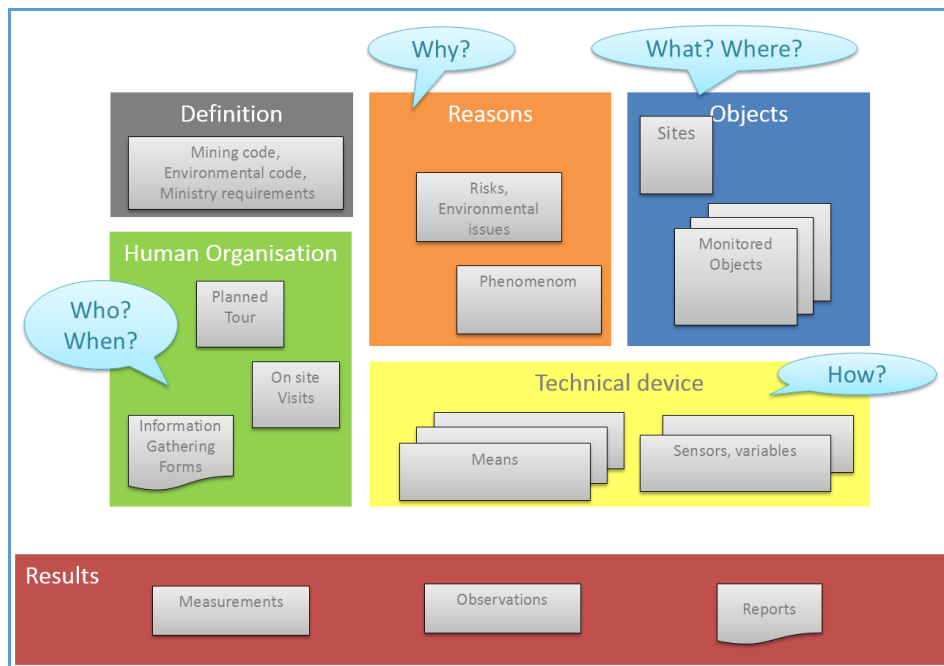 Why?
What? Where?
Definition
Mining code,
Environmental code,
Ministry requirements
Reasons
Risks,
Environmental
issues
Phenomenom
Objects
Sites
Monitored
Objects
Human Organisation
Who?
When?
Planned
Tour
On site
Visits
Information
Gathering
Forms
Technical device
How?
Means
Sensors, variables
Results
Measurements
Observations
Reports